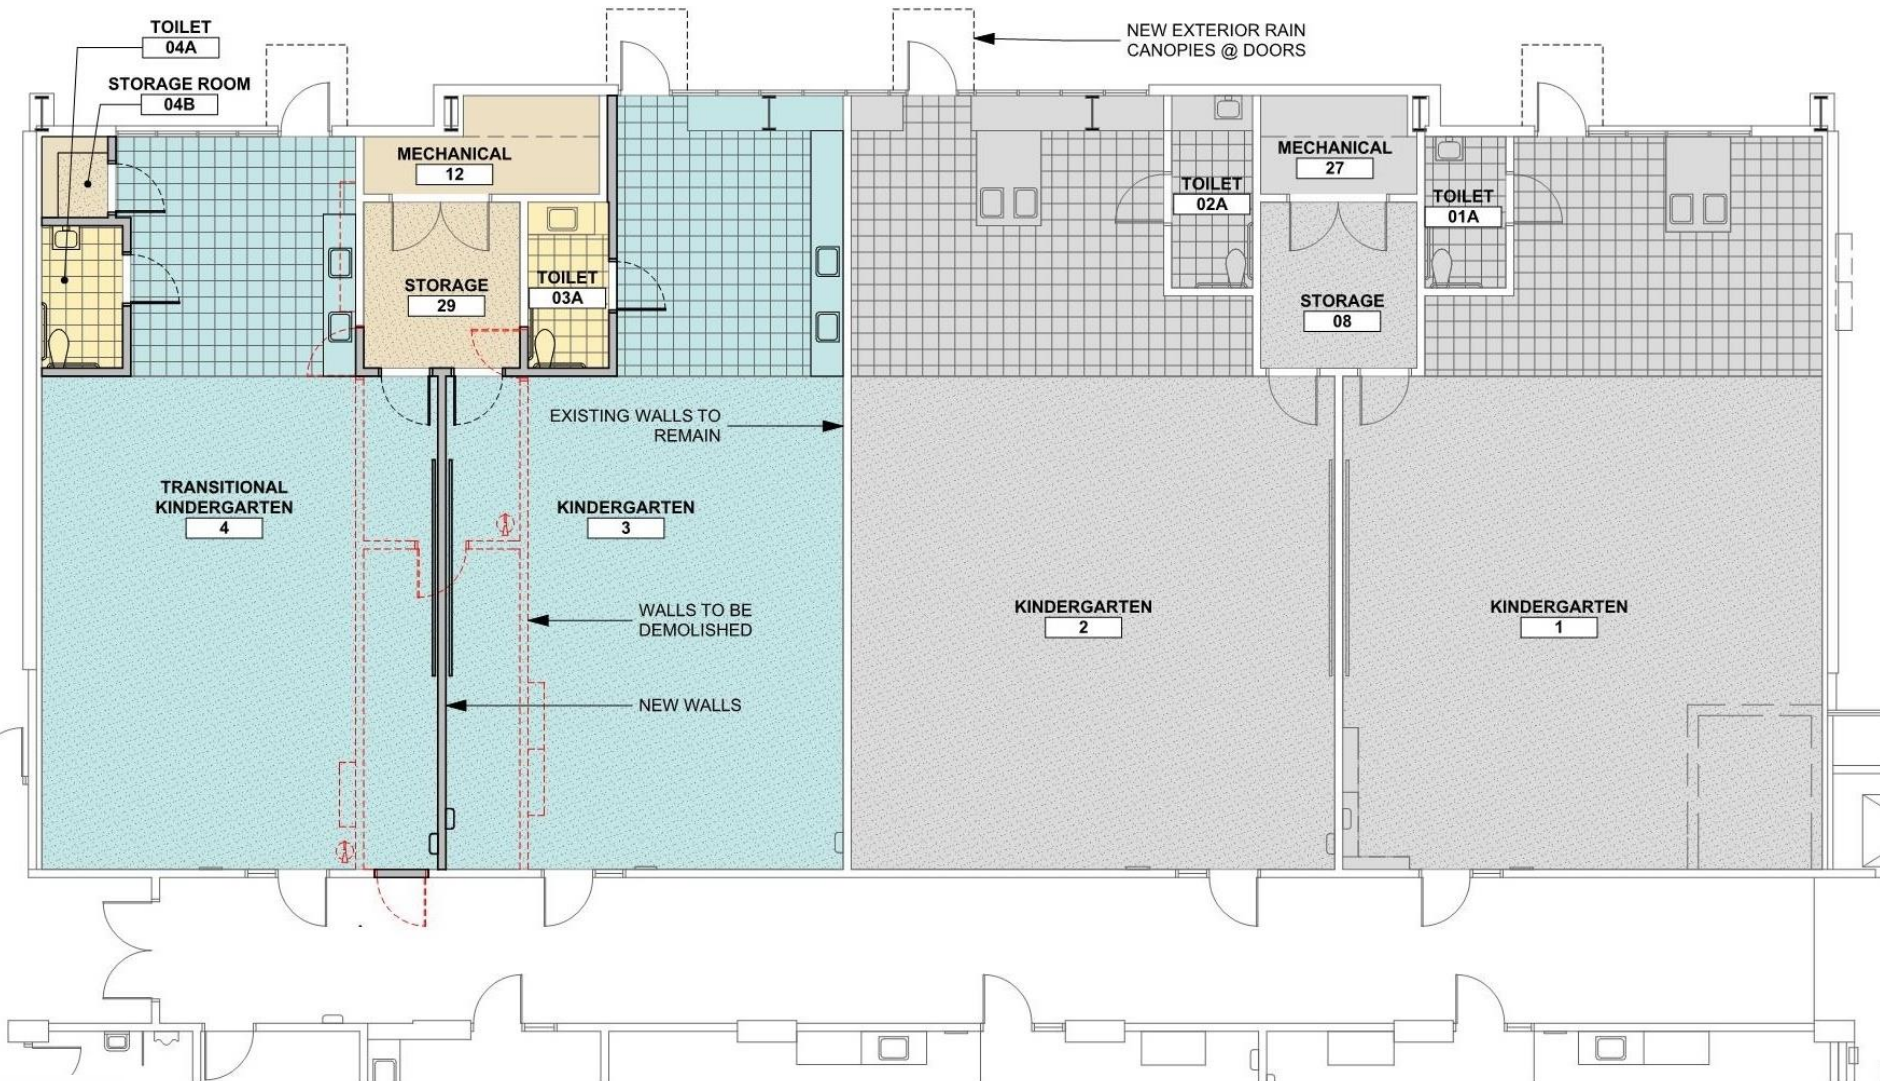 TOILET
04A
STORAGE ROOM
04B
NEW EXTERIOR RAIN
CANOPIES @ DOORS
MECHANICAL
12
MECHANICAL
27
TOILET
02A
TOILET
01A
STORAGE
29
TOILET
03A
STORAGE
08
EXISTING WALLS TO
REMAIN
TRANSITIONAL
KINDERGARTEN
4
KINDERGARTEN
3
KINDERGARTEN
2
KINDERGARTEN
1
WALLS TO BE
DEMOLISHED
NEW WALLS